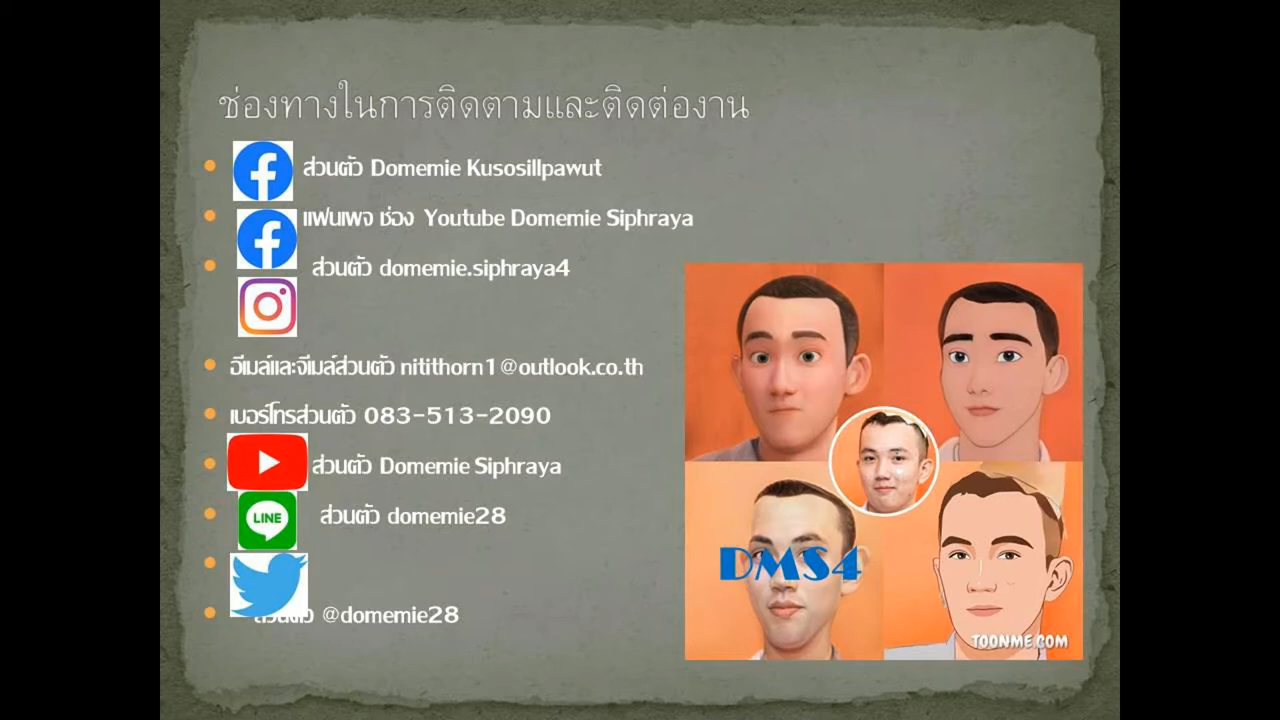 ช่องทางในการติดตามและติดต่องาน
ส่วนตัว Domemie Kusosillpawut
แฟนเพจ ช่อง Youtube Domemie Siphraya
ส่วนตัว domemie.siphraya4
อีเมล์และจีเมล์ส่วนตัว nitithorn1@outlook.co.th
เบอร์โทรส่วนตัว 083-513-2090
ส่วนตัว Domemie Siphraya
LINE ส่วนตัว domemie28
ส่วนตัว @domemie28
DMS4
TOONME.COM